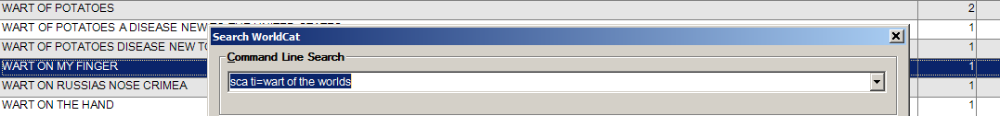 WART OF POTATOES 2
WART OF POTATOES A DISEASE NEW TO THE UNITED STATES 1
Search WorldCat
WART OF POTATOES DISEASE NEW TO 1
Command Line Search
WART ON MY FINGER 1
sca ti=wart of the worlds
WART ON RUSSIAS NOSE CRIMEA 1
WART ON THE HAND 1